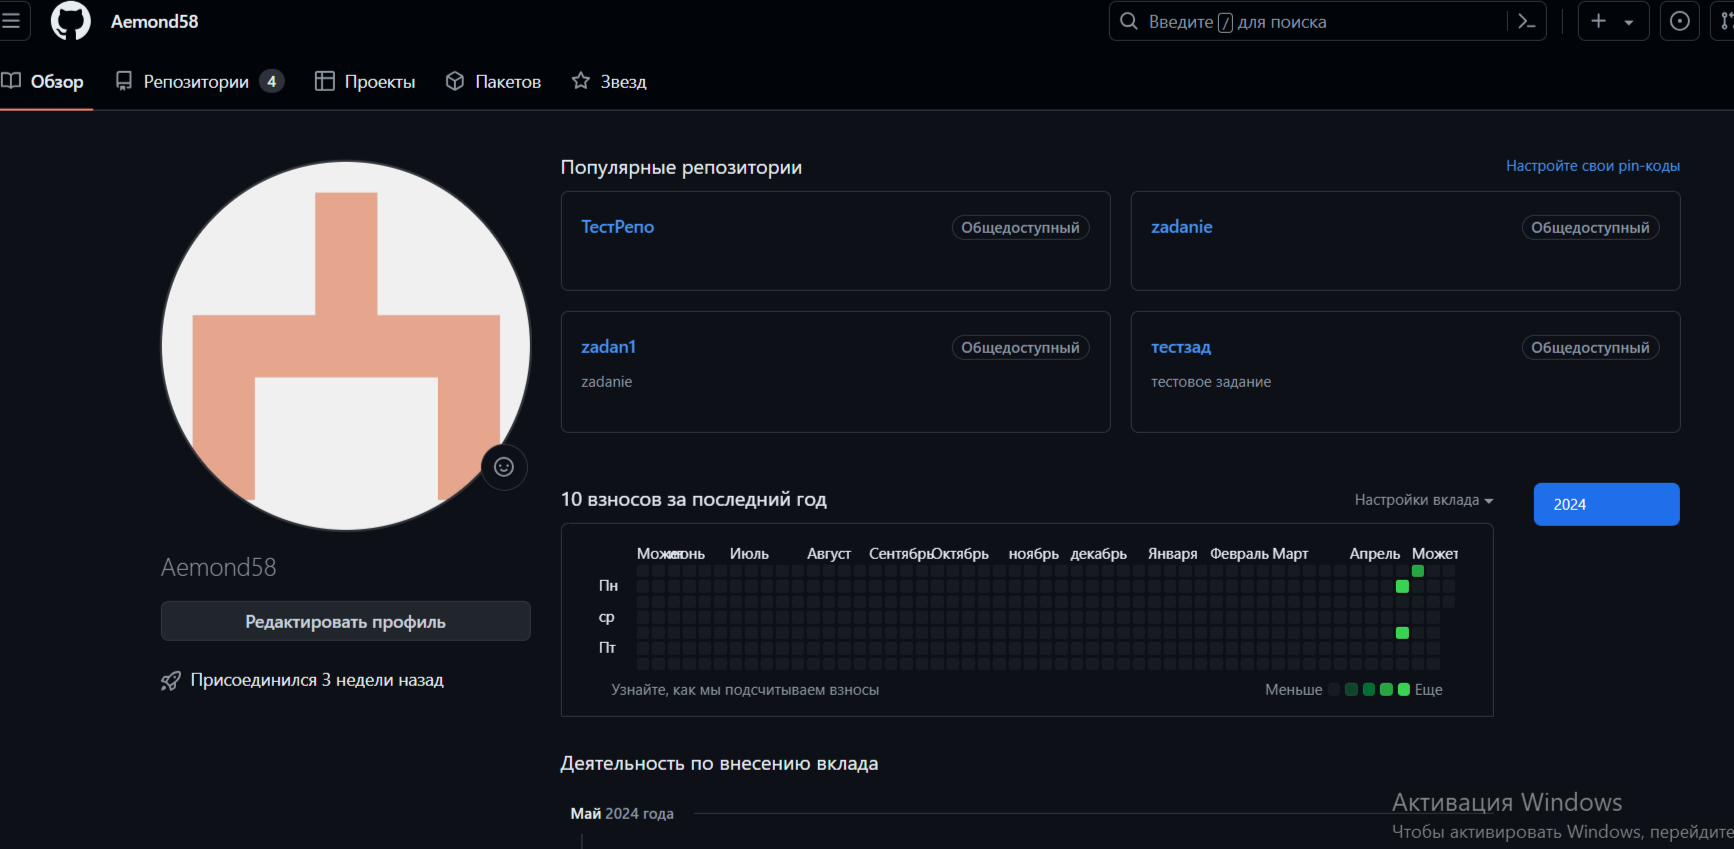 Aemond58
Введите / для поиска
Обзор
Репозитории 4
Проекты
Пакетов
Звезд
Популярные репозитории
Настройте свои pin-коды
ТестРепо
Общедоступный
zadanie
Общедоступный
zadan1
Общедоступный
zadanie
тестзад
Общедоступный
тестовое задание
10 взносов за последний год
Настройки вклада
2024
Июль Август Сентябрь Октябрь ноябрь декабрь Января Февраль Март Апрель Может
Пн
ср
Пт
Узнайте, как мы подсчитываем взносы
Меньше Еще
Aemond58
Редактировать профиль
Присоединился 3 недели назад
Деятельность по внесению вклада
Май 2024 года
Активация Windows
Чтобы активировать Windows, перейдите